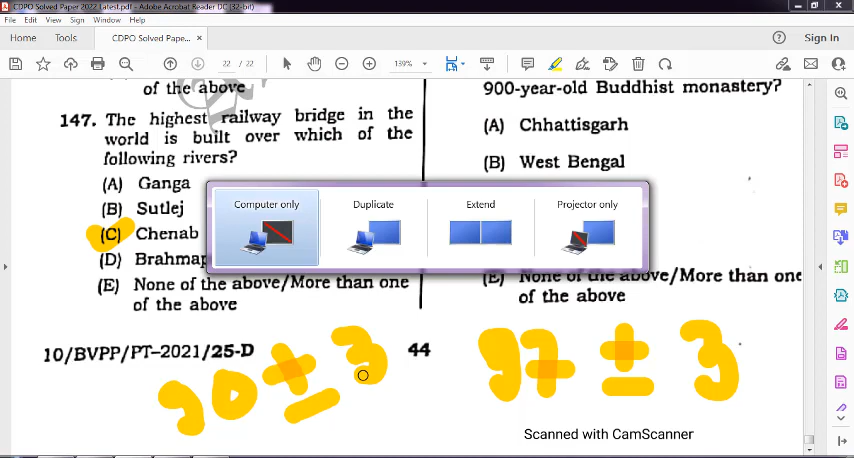 CDPO Solved Paper 2022 Latest.pdf - Adobe Acrobat Reader DC (32-bit)
File Edit View Sign Window Help
Home Tools CDPO Solved Pape... × Sign In
22 / 22 139%
of the above
147. The highest railway bridge in the
world is built over which of the
following rivers?
(A) Ganga
(B) Sutlej
(C) Chenab
(D) Brahmap
(E) None of the above/More than one
of the above
10/BVPP/PT-2021/25-D 44
900-year-old Buddhist monastery?
(A) Chhattisgarh
(B) West Bengal
(E) None of the above/More than one
of the above
Computer only Duplicate Extend Projector only
± 3
± 3
Scanned with CamScanner